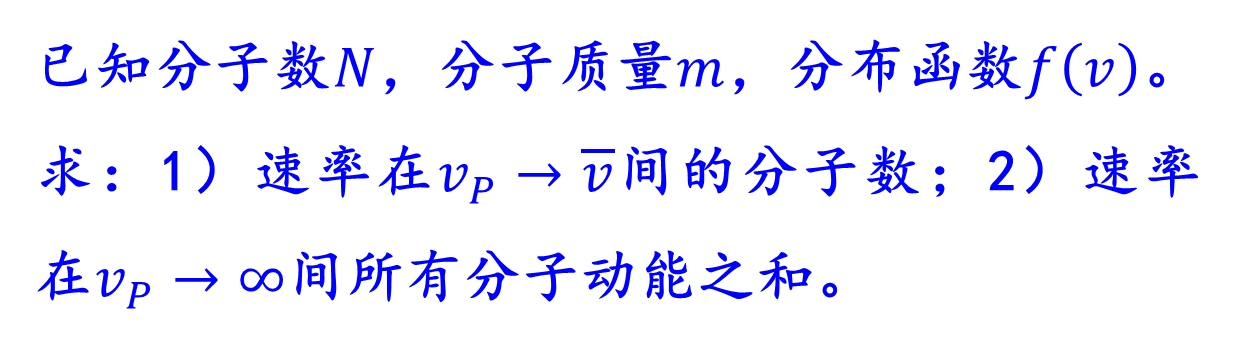 已知分子数N，分子质量m，分布函数f(v)。
求：1）速率在v_P → v̅间的分子数；2）速率
在v_P → ∞间所有分子动能之和。